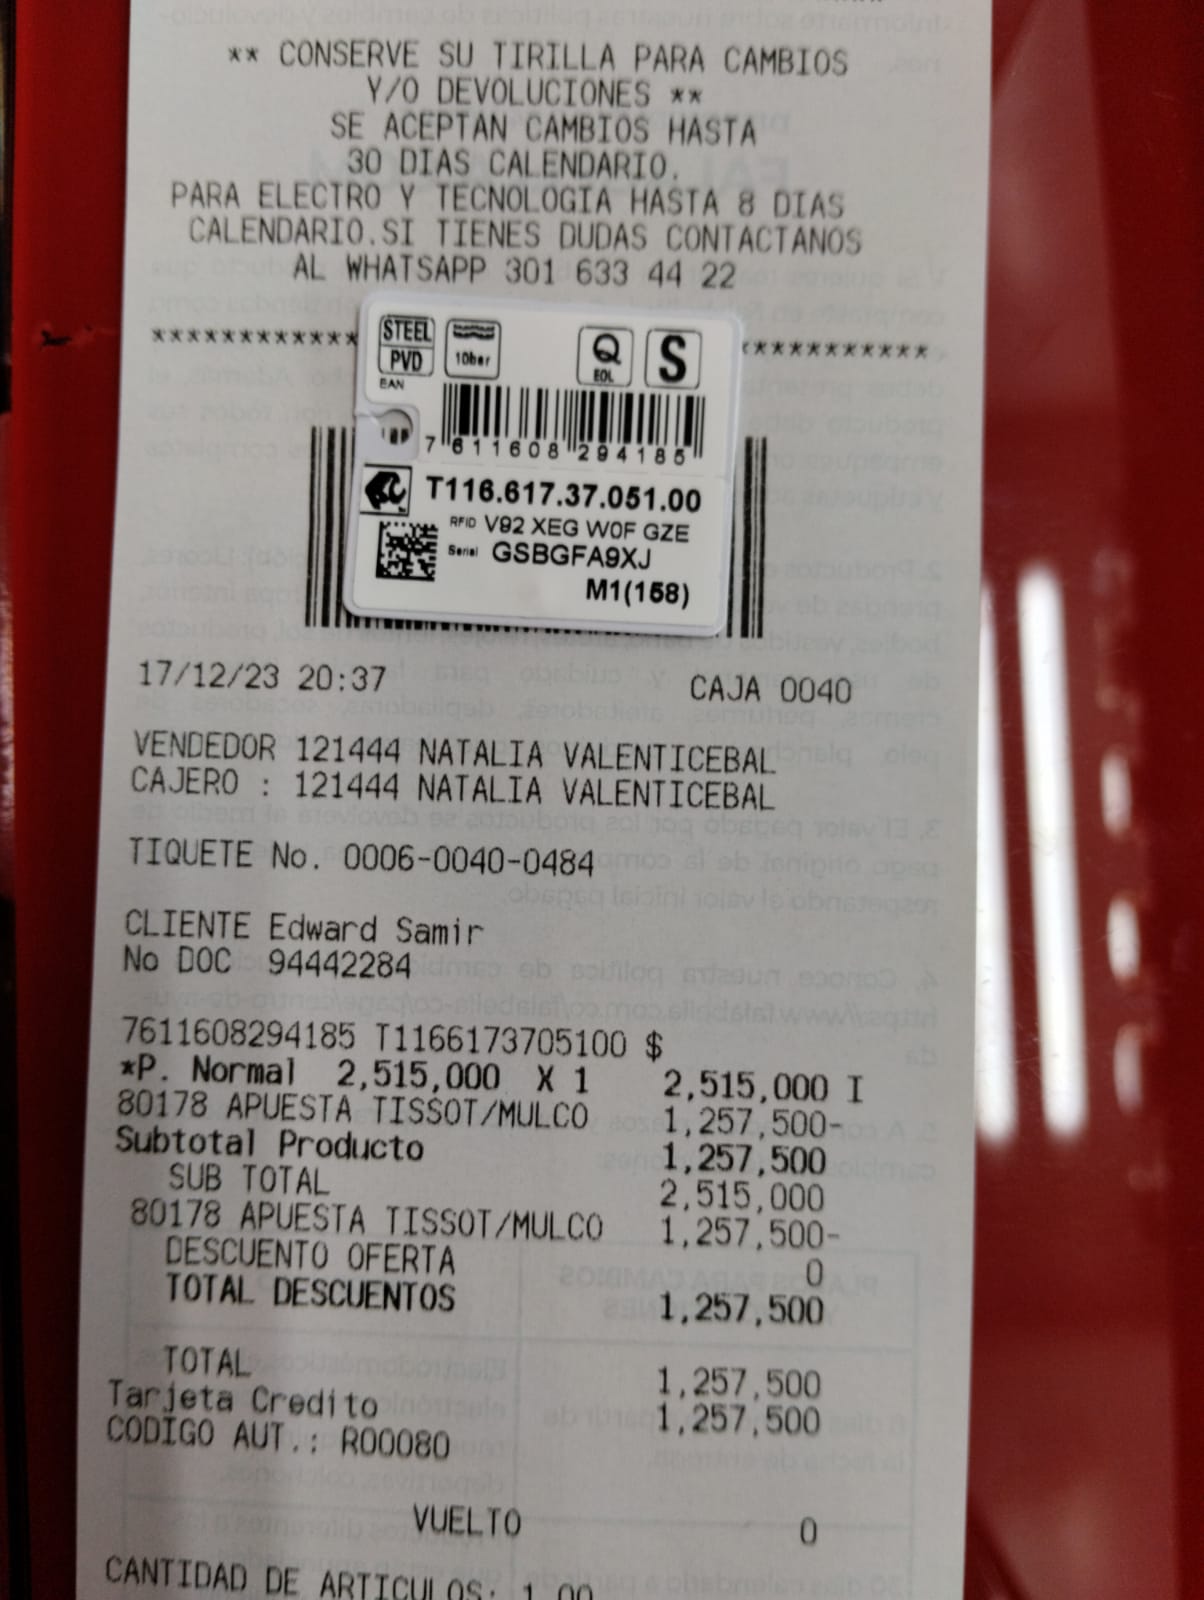 ** CONSERVE SU TIRILLA PARA CAMBIOS
Y/O DEVOLUCIONES **
SE ACEPTAN CAMBIOS HASTA
30 DIAS CALENDARIO.
PARA ELECTRO Y TECNOLOGIA HASTA 8 DIAS
CALENDARIO.SI TIENES DUDAS CONTACTANOS
AL WHATSAPP 301 633 44 22
STEEL
PVD
10ber
Q
EOL
S
EAN
7 611608 294185
T116.617.37.051.00
RFID V92 XEG W0F GZE
Serial GSBGFA9XJ
M1(158)
17/12/23 20:37 CAJA 0040
VENDEDOR 121444 NATALIA VALENTICEBAL
CAJERO : 121444 NATALIA VALENTICEBAL
TIQUETE No. 0006-0040-0484
CLIENTE Edward Samir
No DOC 94442284
7611608294185 T1166173705100 $
*P. Normal 2,515,000 X 1 2,515,000 I
80178 APUESTA TISSOT/MULCO 1,257,500-
Subtotal Producto 1,257,500
SUB TOTAL 2,515,000
80178 APUESTA TISSOT/MULCO 1,257,500-
DESCUENTO OFERTA 0
TOTAL DESCUENTOS 1,257,500
TOTAL 1,257,500
Tarjeta Credito 1,257,500
CODIGO AUT.: R00080
VUELTO 0
CANTIDAD DE ARTICULOS: 1.00